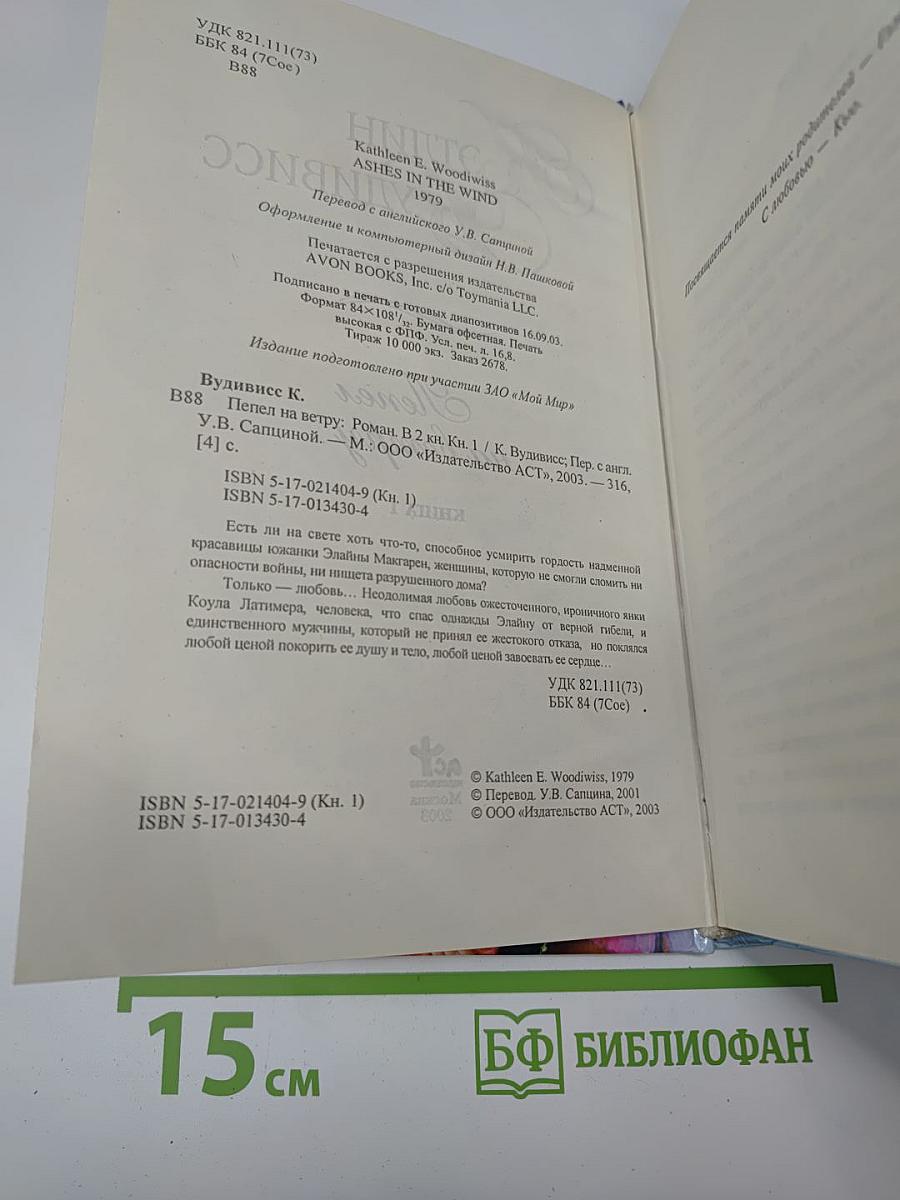 УДК 821.111(73)
ББК 84 (7Сое)
В88
Kathleen E. Woodiwiss
ASHES IN THE WIND
1979
Перевод с английского У.В. Сапциной
Оформление и компьютерный дизайн Н.В. Пашковой
Печатается с разрешения издательства
AVON BOOKS, Inc. c/o Toymania LLC.
Подписано в печать с готовых диапозитивов 16.09.03.
Формат 84×108 1/32. Бумага офсетная. Печать
высокая с ФПФ. Усл. печ. л. 16,8.
Тираж 10 000 экз. Заказ 2678.
Издание подготовлено при участии ЗАО «Мой Мир»
Вудивисс К.
В88 Пепел на ветру: Роман. В 2 кн. Кн. 1 / К. Вудивисс; Пер. с англ.
У.В. Сапциной. — М.: ООО «Издательство АСТ», 2003. — 316,
[4] с.
ISBN 5-17-021404-9 (Кн. 1)
ISBN 5-17-013430-4
Есть ли на свете хоть что-то, способное усмирить гордость надменной
красавицы южанки Элайны Макгарен, женщины, которую не смогли сломить ни
опасности войны, ни нищета разрушенного дома?
Только — любовь... Неодолимая любовь ожесточенного, ироничного янки
Коула Латимера, человека, что спас однажды Элайну от верной гибели, и
единственного мужчины, который не принял ее жестокого отказа, но поклялся
любой ценой покорить ее душу и тело, любой ценой завоевать ее сердце...
УДК 821.111(73)
ББК 84 (7Сое)
ISBN 5-17-021404-9 (Кн. 1)
ISBN 5-17-013430-4
© Kathleen E. Woodiwiss, 1979
© Перевод. У.В. Сапцина, 2001
© ООО «Издательство АСТ», 2003
Посвящается памяти моих родителей —
С любовью — Кью.
15 см
БФ БИБЛИОФАН